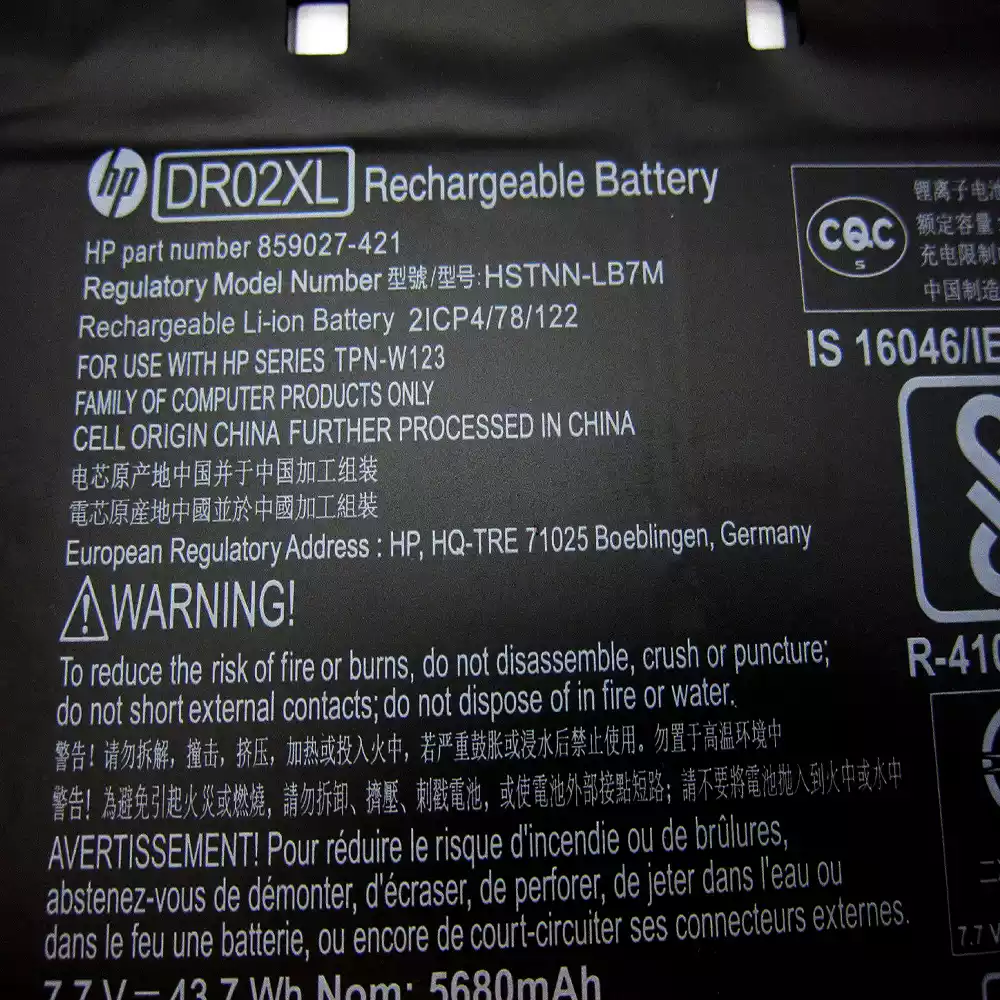 hp DR02XL Rechargeable Battery
HP part number 859027-421
Regulatory Model Number 型號/型号: HSTNN-LB7M
Rechargeable Li-ion Battery 2ICP4/78/122
FOR USE WITH HP SERIES TPN-W123
FAMILY OF COMPUTER PRODUCTS ONLY
CELL ORIGIN CHINA FURTHER PROCESSED IN CHINA
电芯原产地中国并于中国加工组装
電芯原產地中國並於中國加工組裝
European Regulatory Address : HP, HQ-TRE 71025 Boeblingen, Germany
WARNING!
To reduce the risk of fire or burns, do not disassemble, crush or puncture;
do not short external contacts; do not dispose of in fire or water.
警告! 请勿拆解, 撞击, 挤压, 加热或投入火中, 若严重鼓胀或浸水后禁止使用。勿置于高温环境中
警告! 為避免引起火災或燃燒, 請勿拆卸、擠壓、刺戳電池, 或使電池外部接點短路; 請不要將電池拋入到火中或水中
AVERTISSEMENT! Pour réduire le risque d'incendie ou de brûlures,
abstenez-vous de démonter, d'écraser, de perforer, de jeter dans l'eau ou
dans le feu une batterie, ou encore de court-circuiter ses connecteurs externes.
7.7 V 43.7 Wh Nom: 5680mAh
CQC
S
锂离子电池
额定容量
充电限制
中国制造
IS 16046/IE
R-410
7.7 V